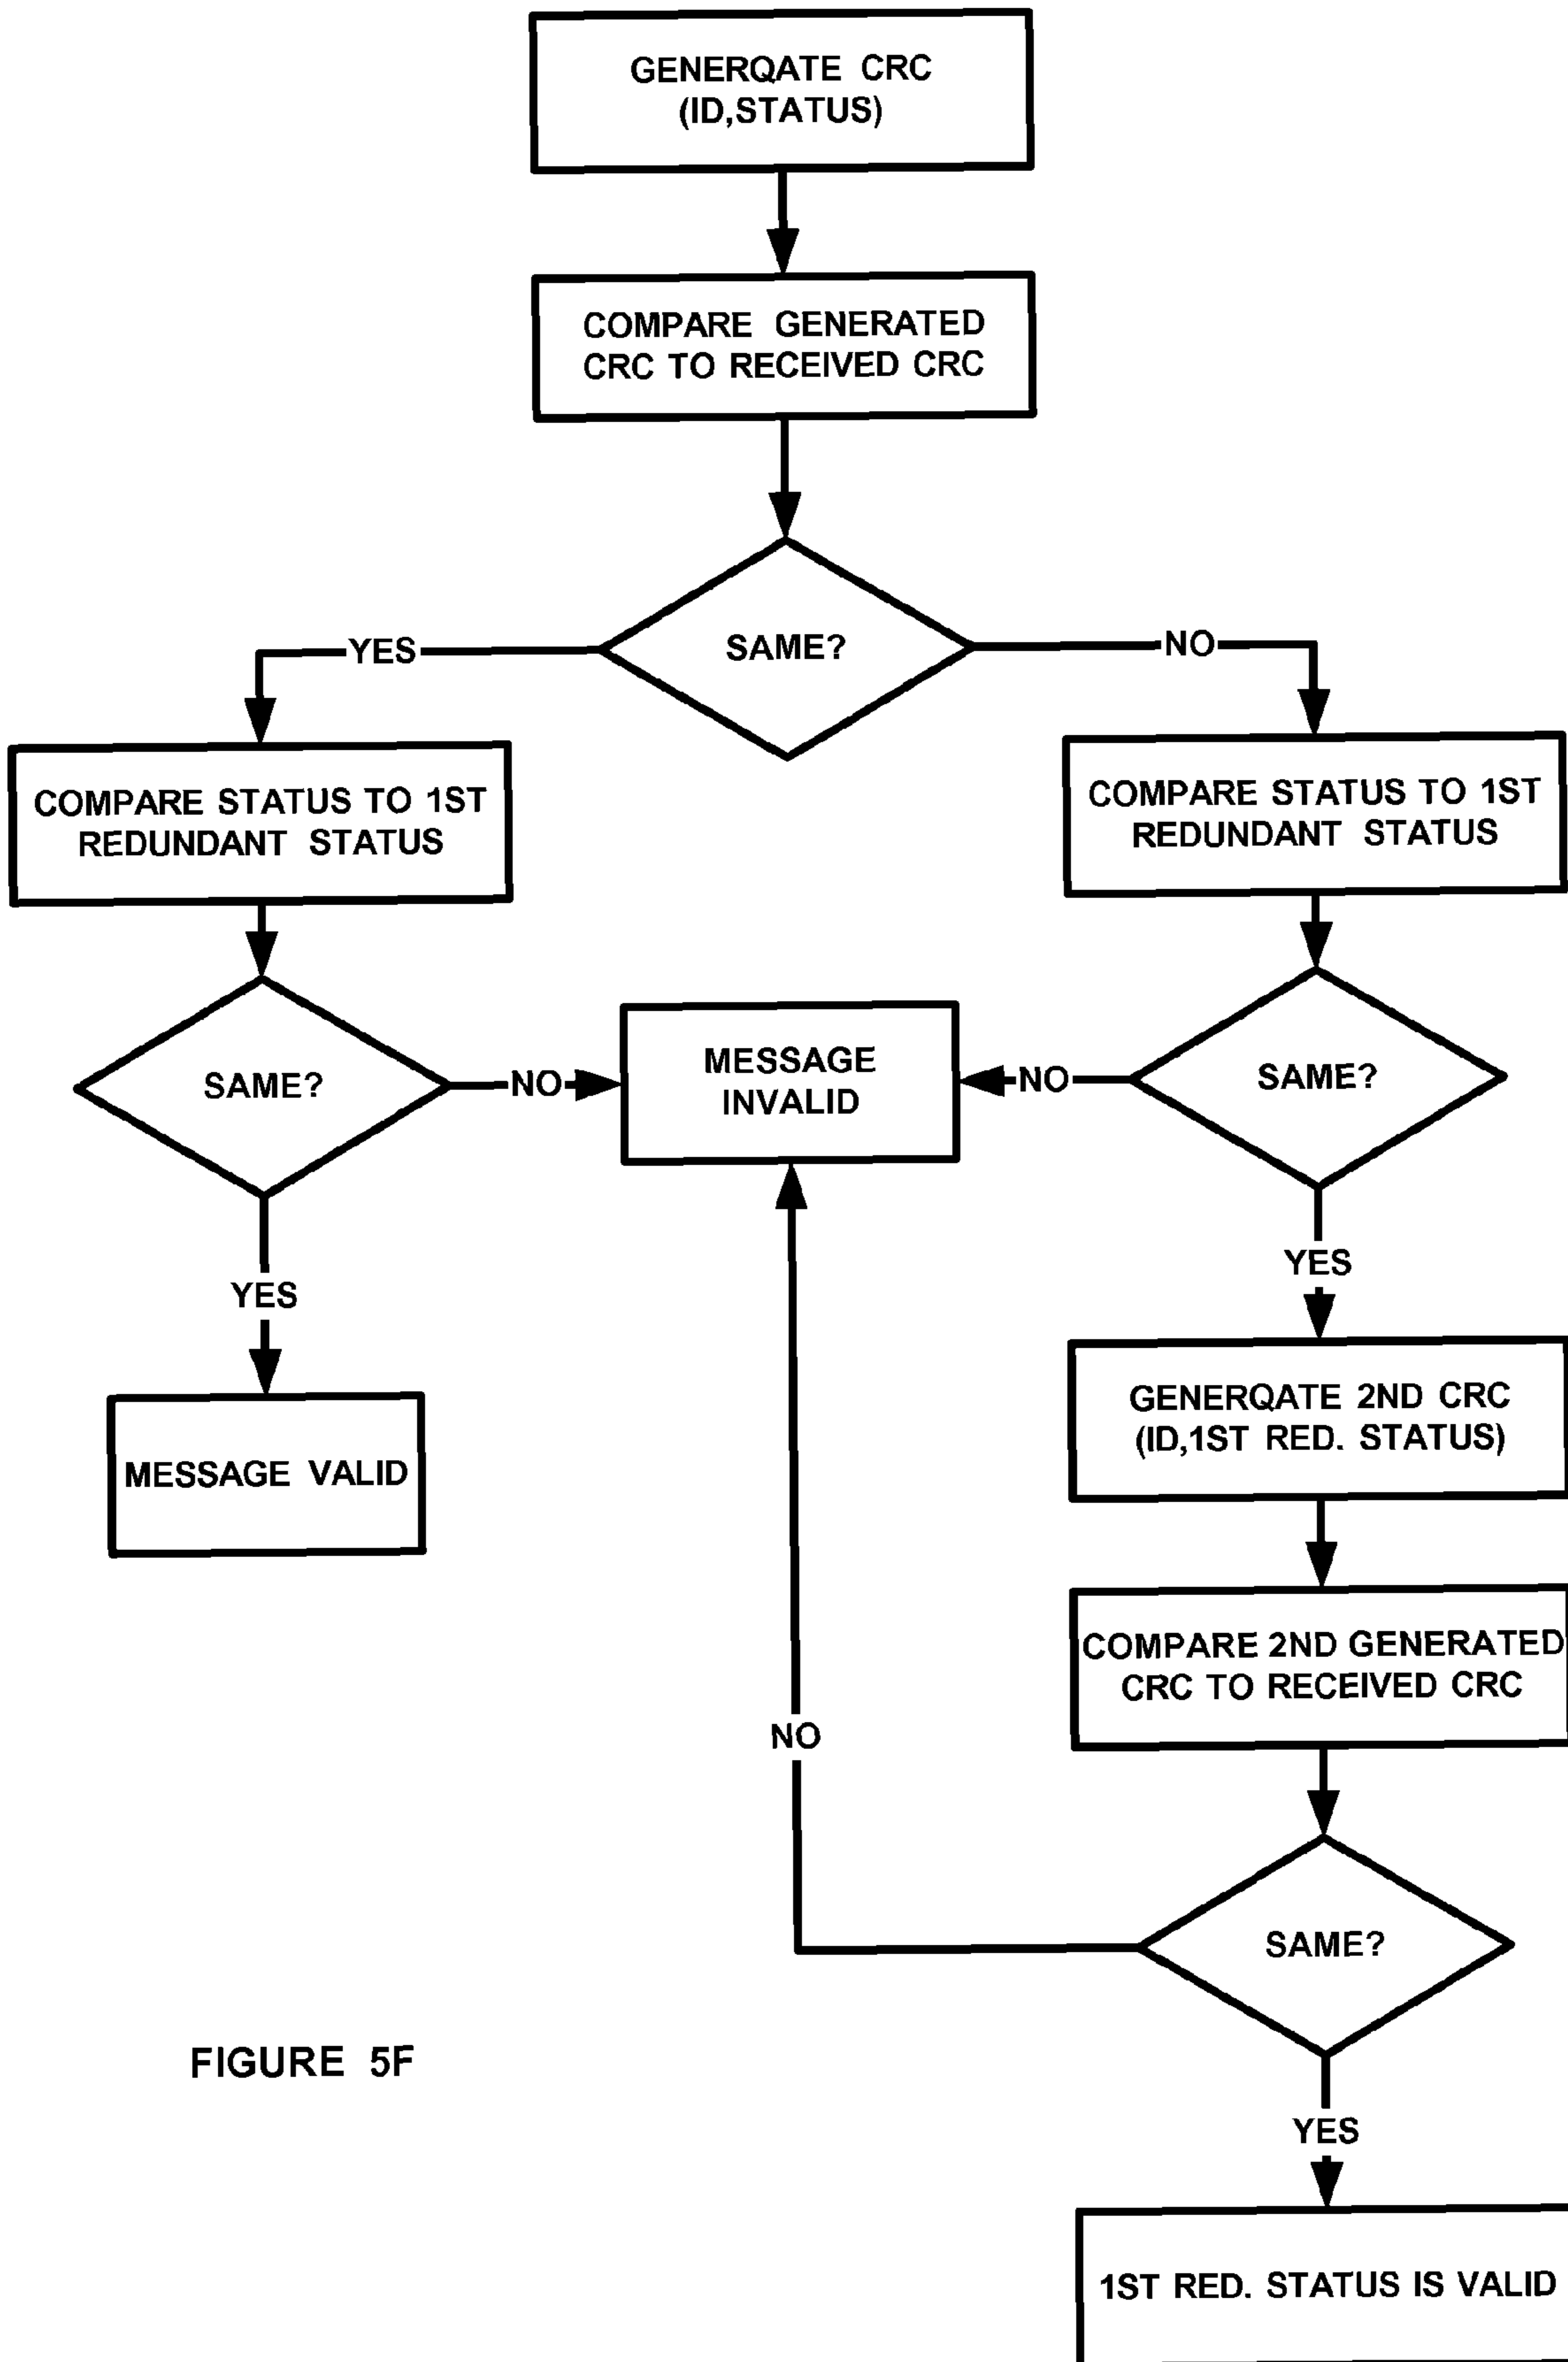 GENERQATE CRC
(ID,STATUS)
COMPARE GENERATED
CRC TO RECEIVED CRC
SAME?
YES
NO
COMPARE STATUS TO 1ST
REDUNDANT STATUS
COMPARE STATUS TO 1ST
REDUNDANT STATUS
SAME?
NO
MESSAGE
INVALID
NO
SAME?
YES
YES
MESSAGE VALID
GENERQATE 2ND CRC
(ID,1ST RED. STATUS)
COMPARE 2ND GENERATED
CRC TO RECEIVED CRC
NO
SAME?
FIGURE 5F
YES
1ST RED. STATUS IS VALID